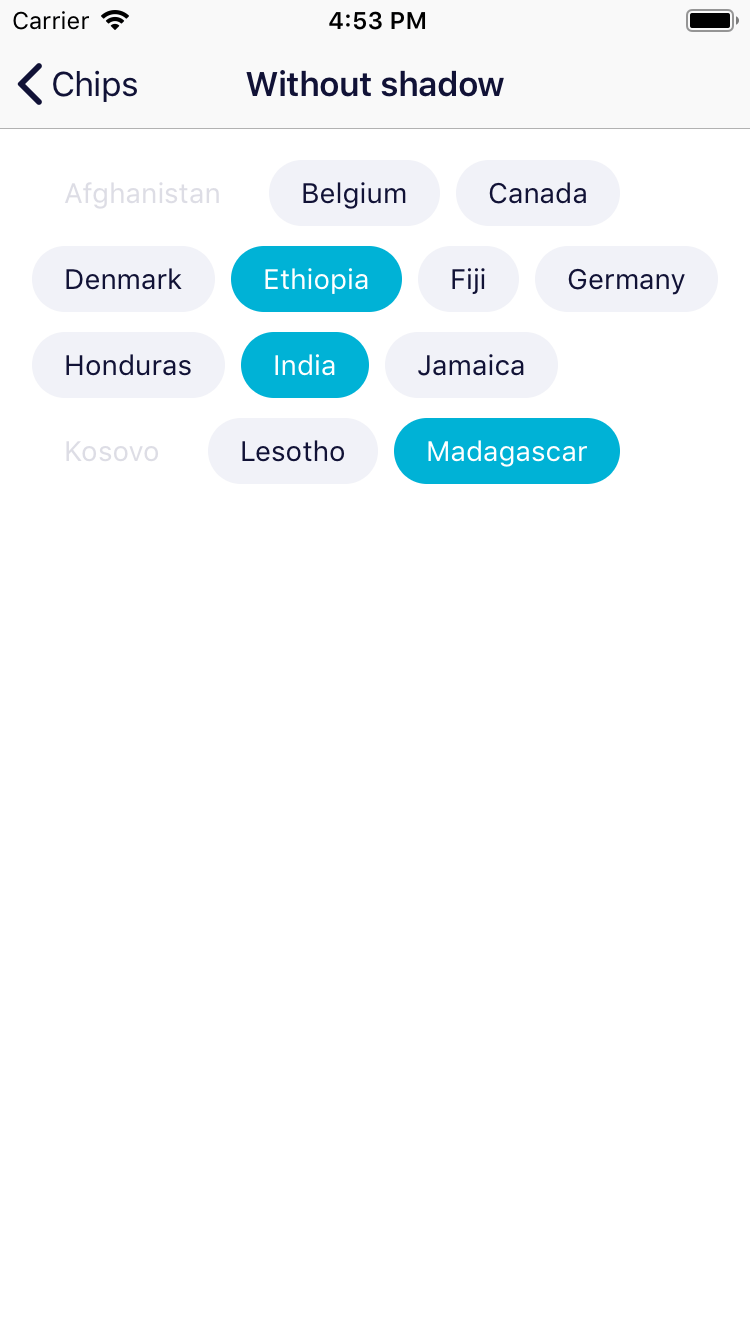 Carrier 4:53 PM
Chips Without shadow
Afghanistan Belgium Canada
Denmark Ethiopia Fiji Germany
Honduras India Jamaica
Kosovo Lesotho Madagascar